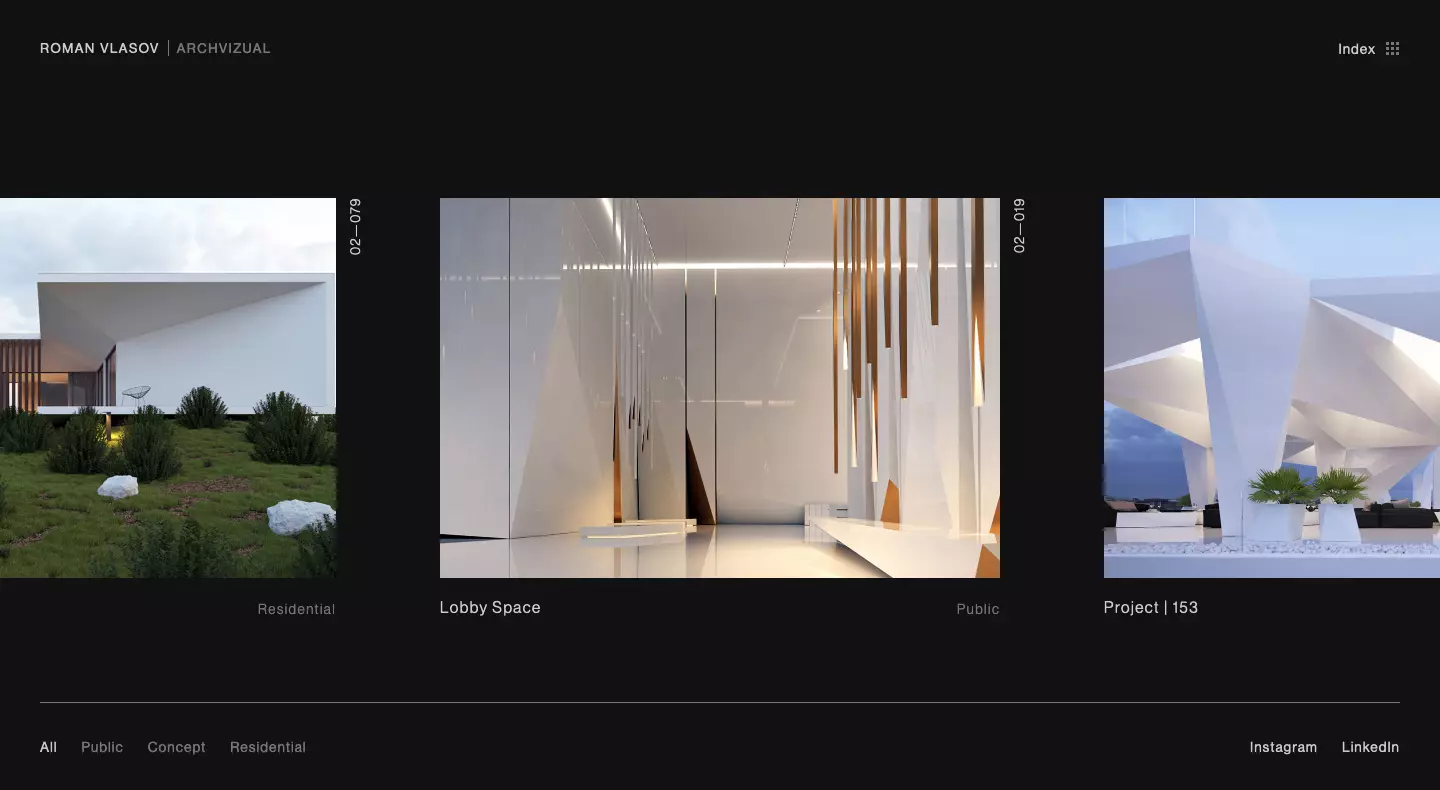 ROMAN VLASOV | ARCHVIZUAL
Index
02—079
02—019
Residential
Lobby Space
Public
Project | 153
All Public Concept Residential
Instagram LinkedIn